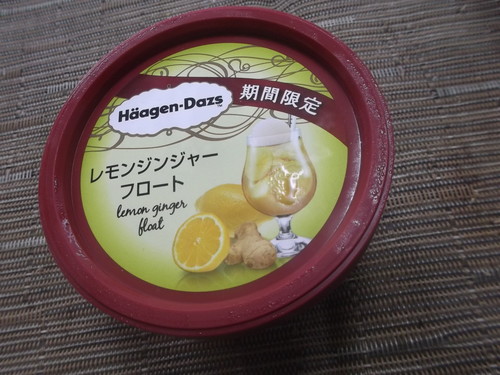 Häagen-Dazs
期間限定
レモンジンジャー
フロート
lemon ginger
float